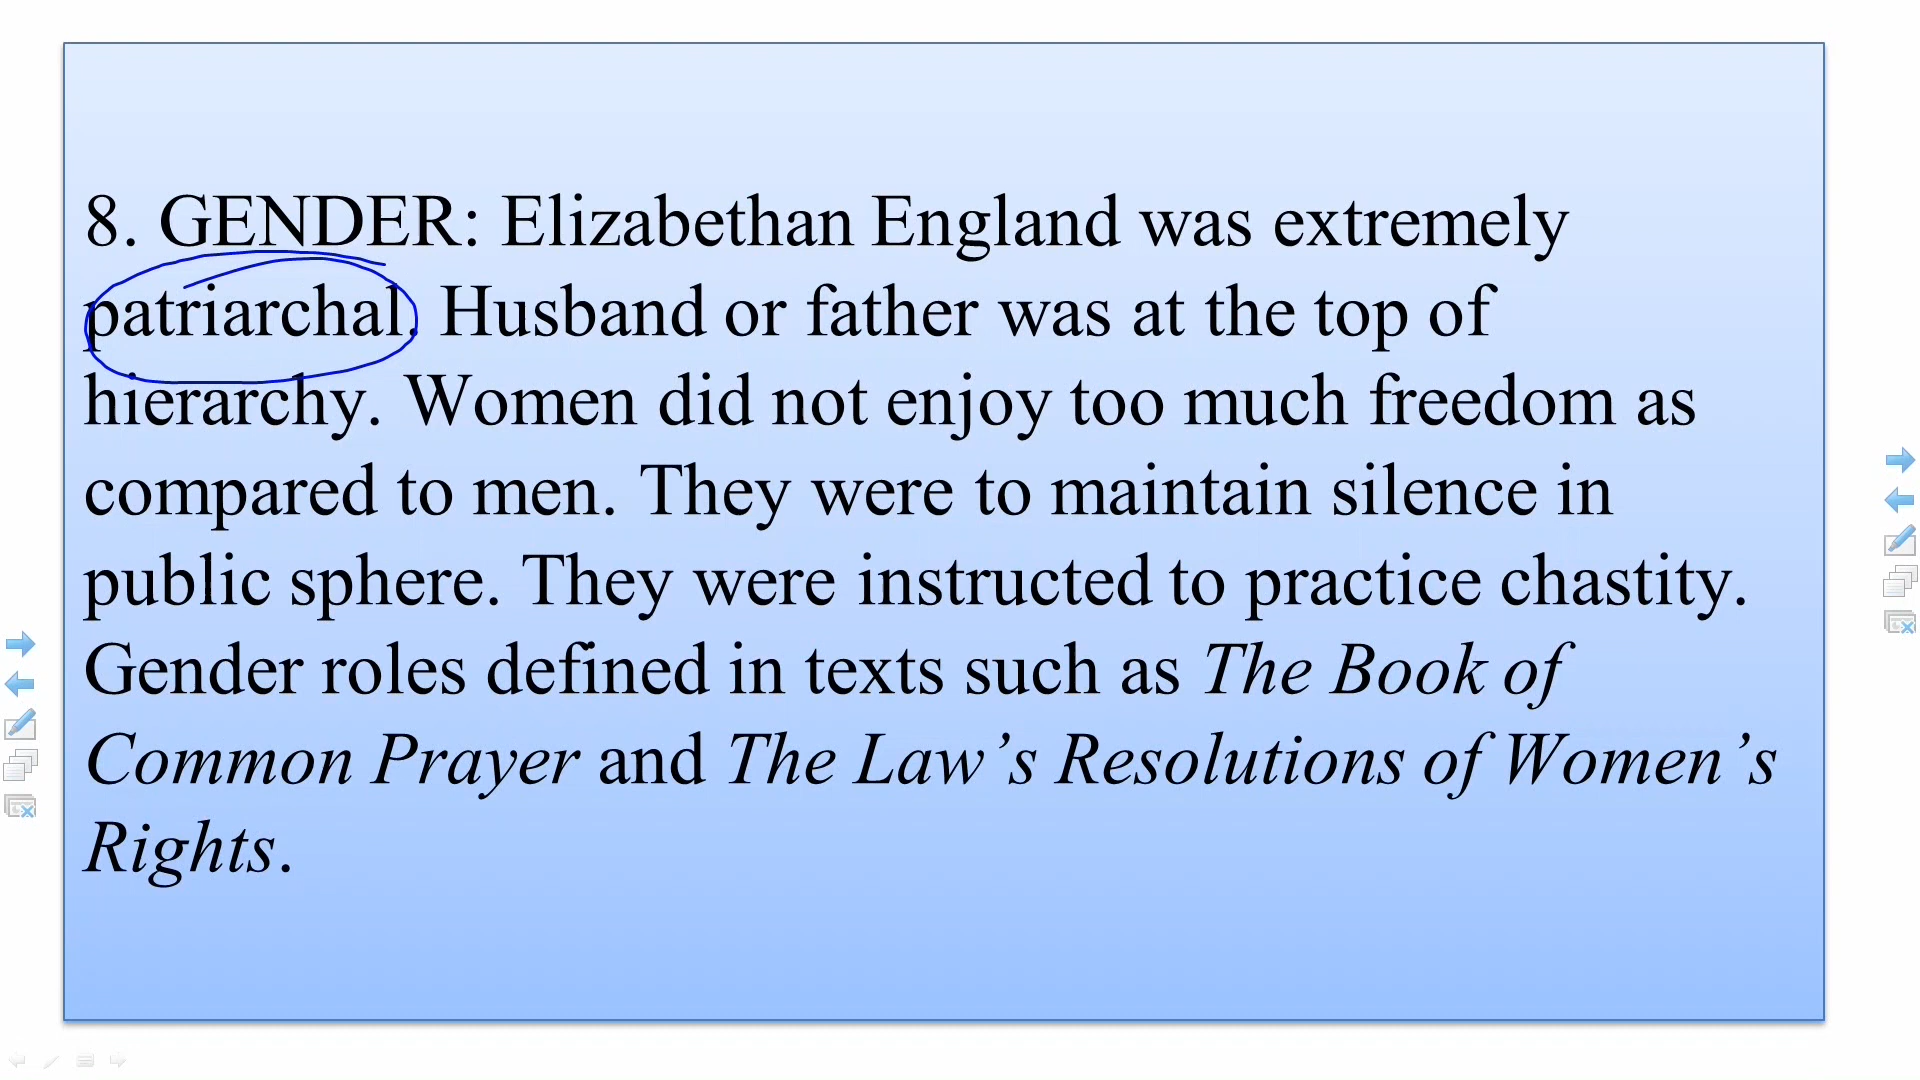 8. GENDER: Elizabethan England was extremely
patriarchal. Husband or father was at the top of
hierarchy. Women did not enjoy too much freedom as
compared to men. They were to maintain silence in
public sphere. They were instructed to practice chastity.
Gender roles defined in texts such as The Book of
Common Prayer and The Law’s Resolutions of Women’s
Rights.